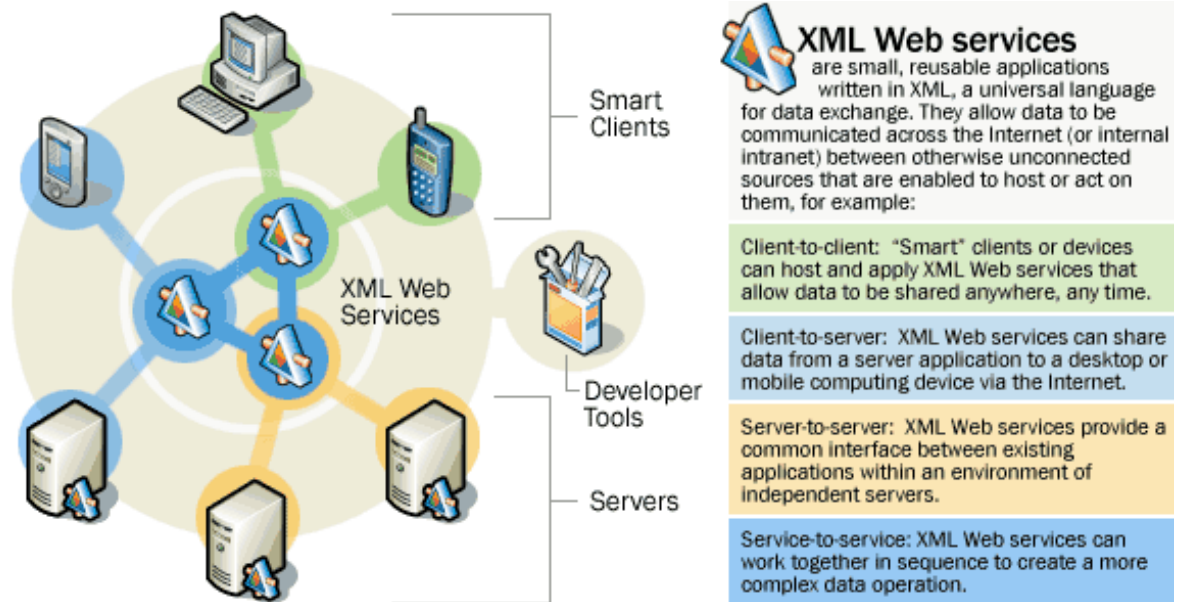 Smart
Clients
XML Web
Services
Developer
Tools
Servers
XML Web services
are small, reusable applications
written in XML, a universal language
for data exchange. They allow data to be
communicated across the Internet (or internal
intranet) between otherwise unconnected
sources that are enabled to host or act on
them, for example:
Client-to-client: “Smart” clients or devices
can host and apply XML Web services that
allow data to be shared anywhere, any time.
Client-to-server: XML Web services can share
data from a server application to a desktop or
mobile computing device via the Internet.
Server-to-server: XML Web services provide a
common interface between existing
applications within an environment of
independent servers.
Service-to-service: XML Web services can
work together in sequence to create a more
complex data operation.